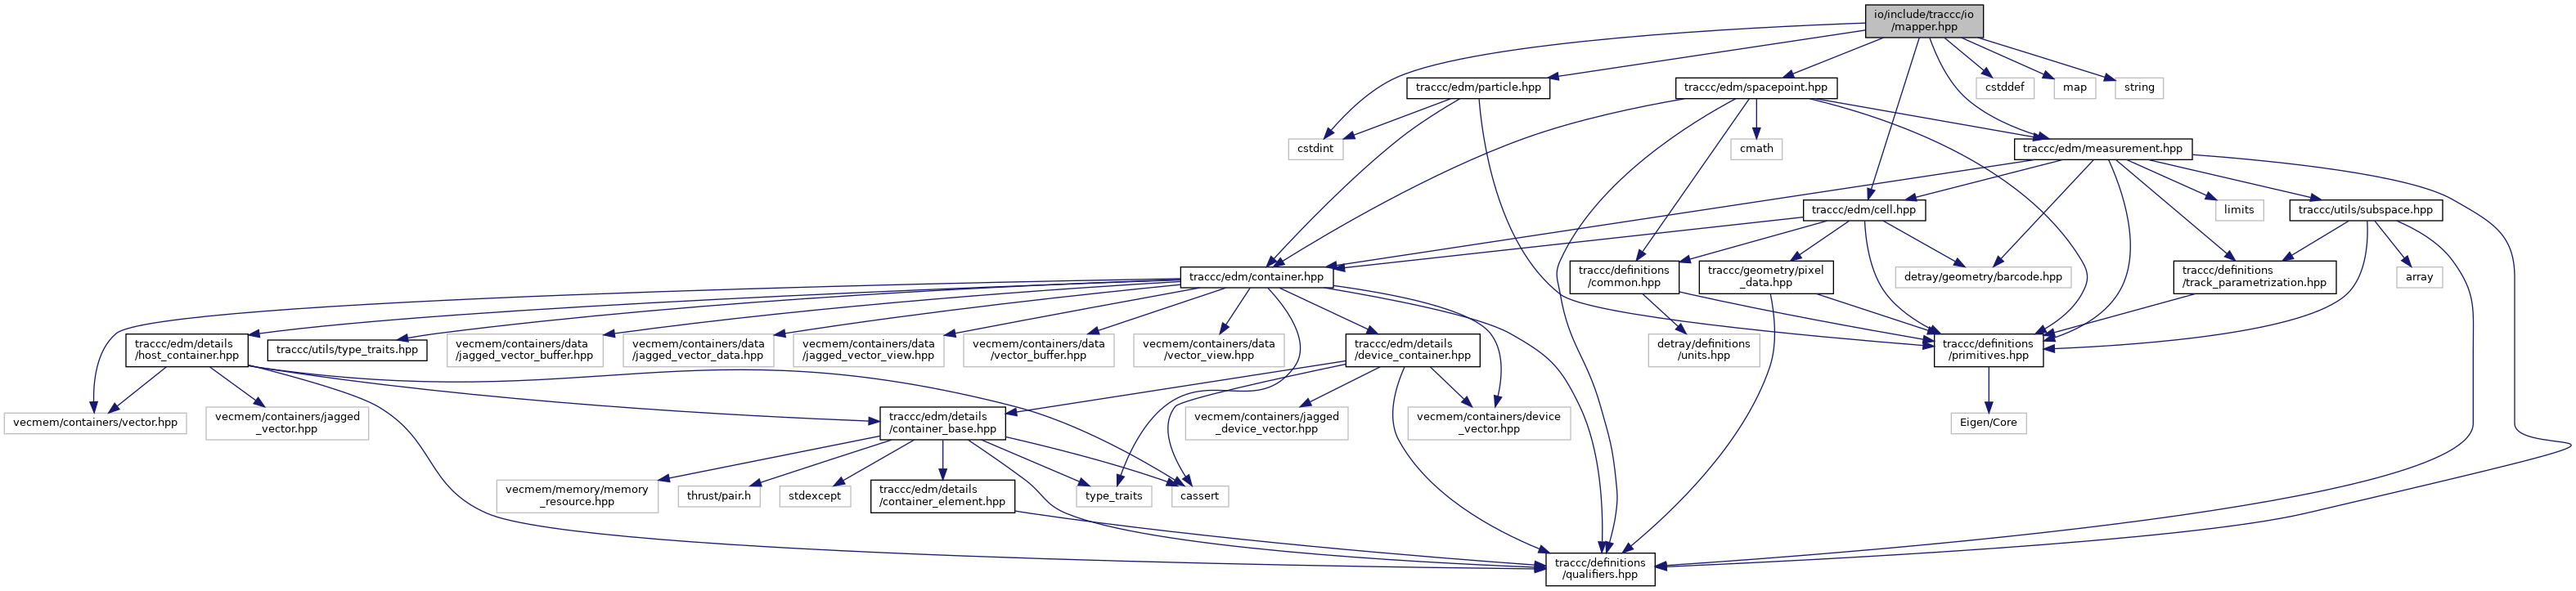 io/include/traccc/io
/mapper.hpp
traccc/edm/particle.hpp
traccc/edm/spacepoint.hpp
cstddef
map
string
cstdint
cmath
traccc/edm/measurement.hpp
traccc/edm/cell.hpp
limits
traccc/utils/subspace.hpp
traccc/edm/container.hpp
traccc/definitions
/common.hpp
traccc/geometry/pixel
_data.hpp
detray/geometry/barcode.hpp
traccc/definitions
/track_parametrization.hpp
array
traccc/edm/details
/host_container.hpp
traccc/utils/type_traits.hpp
vecmem/containers/data
/jagged_vector_buffer.hpp
vecmem/containers/data
/jagged_vector_data.hpp
vecmem/containers/data
/jagged_vector_view.hpp
vecmem/containers/data
/vector_buffer.hpp
vecmem/containers/data
/vector_view.hpp
traccc/edm/details
/device_container.hpp
detray/definitions
/units.hpp
traccc/definitions
/primitives.hpp
vecmem/containers/vector.hpp
vecmem/containers/jagged
_vector.hpp
traccc/edm/details
/container_base.hpp
vecmem/containers/jagged
_device_vector.hpp
vecmem/containers/device
_vector.hpp
Eigen/Core
vecmem/memory/memory
_resource.hpp
thrust/pair.h
stdexcept
traccc/edm/details
/container_element.hpp
type_traits
cassert
traccc/definitions
/qualifiers.hpp